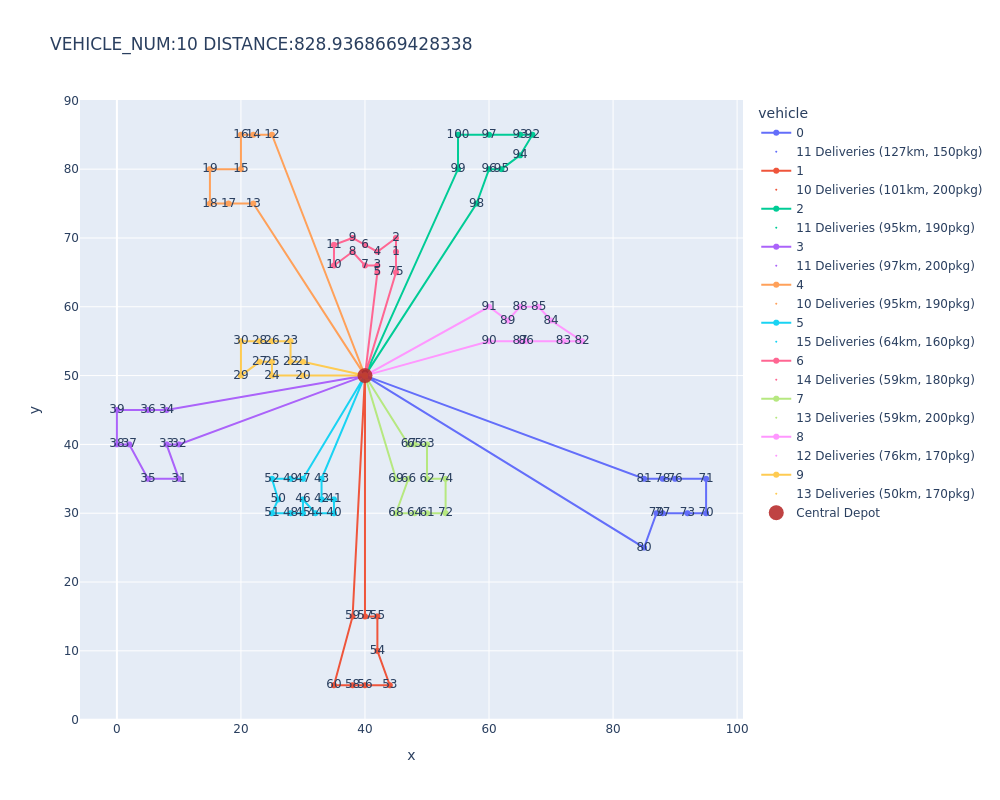 VEHICLE_NUM:10 DISTANCE:828.9368669428338
vehicle
0
11 Deliveries (127km, 150pkg)
1
10 Deliveries (101km, 200pkg)
2
11 Deliveries (95km, 190pkg)
3
11 Deliveries (97km, 200pkg)
4
10 Deliveries (95km, 190pkg)
5
15 Deliveries (64km, 160pkg)
6
14 Deliveries (59km, 180pkg)
7
13 Deliveries (59km, 200pkg)
8
12 Deliveries (76km, 170pkg)
9
13 Deliveries (50km, 170pkg)
Central Depot
90
80
70
60
50
40
30
20
10
0
y
0 20 40 60 80 100
x
16 14 12 100 97 93 92
94
19 15 99 96 95
18 17 13 98
9 2
11 6
8 4 1
10 7 3
5 75
91 88 85
89 84
30 28 26 23 90 87 86 83 82
27 25 22 21
29 24 20
39 36 34
38 37 33 32 67 65 63
35 31 52 49 47 43 69 66 62 74 81 78 76 71
50 46 42 41
51 48 45 44 40 68 64 61 72 79 77 73 70
80
59 57 55
54
60 58 56 53